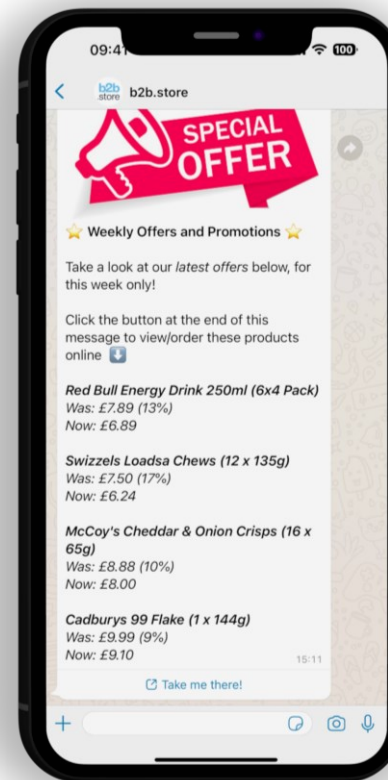 09:41
100
b2b
.store
b2b.store
SPECIAL
OFFER
⭐ Weekly Offers and Promotions ⭐
Take a look at our latest offers below, for
this week only!
Click the button at the end of this
message to view/order these products
online ⬇️
Red Bull Energy Drink 250ml (6x4 Pack)
Was: £7.89 (13%)
Now: £6.89
Swizzels Loadsa Chews (12 x 135g)
Was: £7.50 (17%)
Now: £6.24
McCoy's Cheddar & Onion Crisps (16 x
65g)
Was: £8.88 (10%)
Now: £8.00
Cadburys 99 Flake (1 x 144g)
Was: £9.99 (9%)
Now: £9.10
15:11
Take me there!